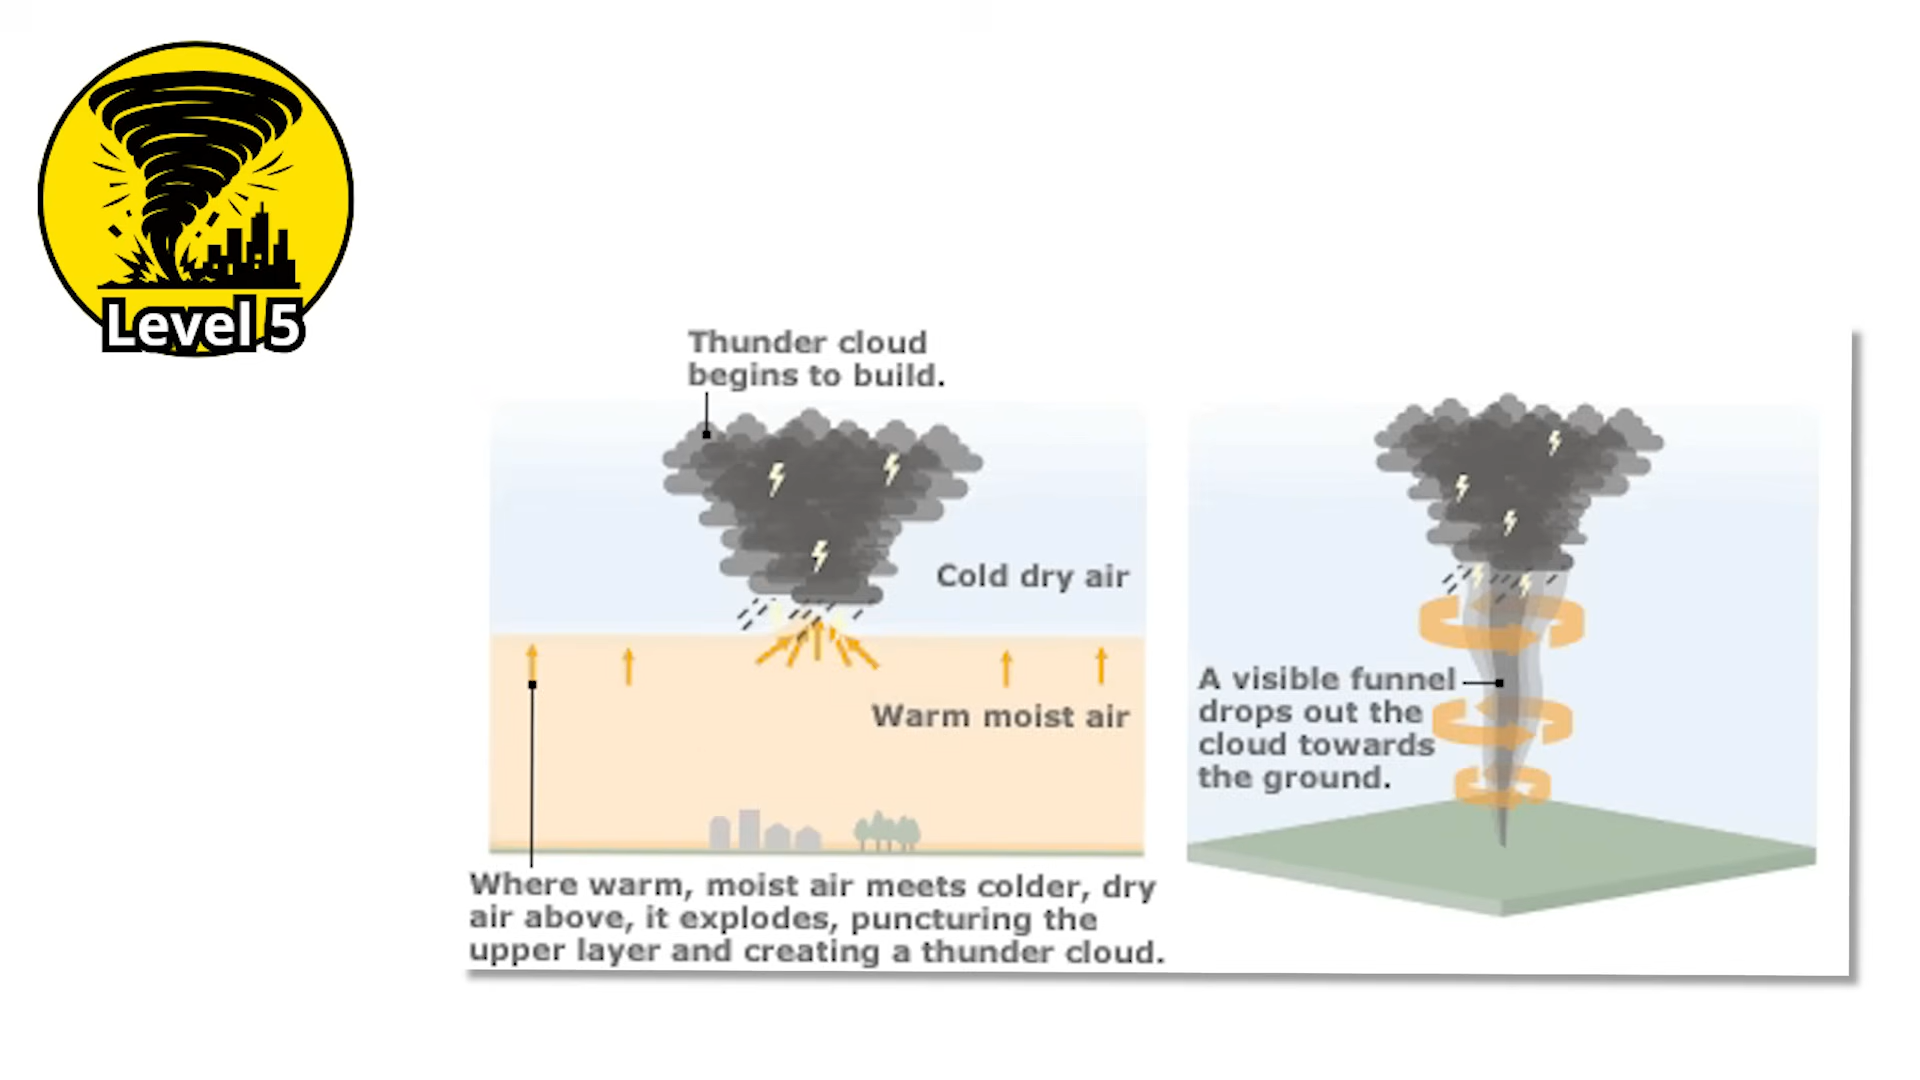 Level 5
Thunder cloud
begins to build.
Cold dry air
Warm moist air
Where warm, moist air meets colder, dry
air above, it explodes, puncturing the
upper layer and creating a thunder cloud.
A visible funnel
drops out the
cloud towards
the ground.